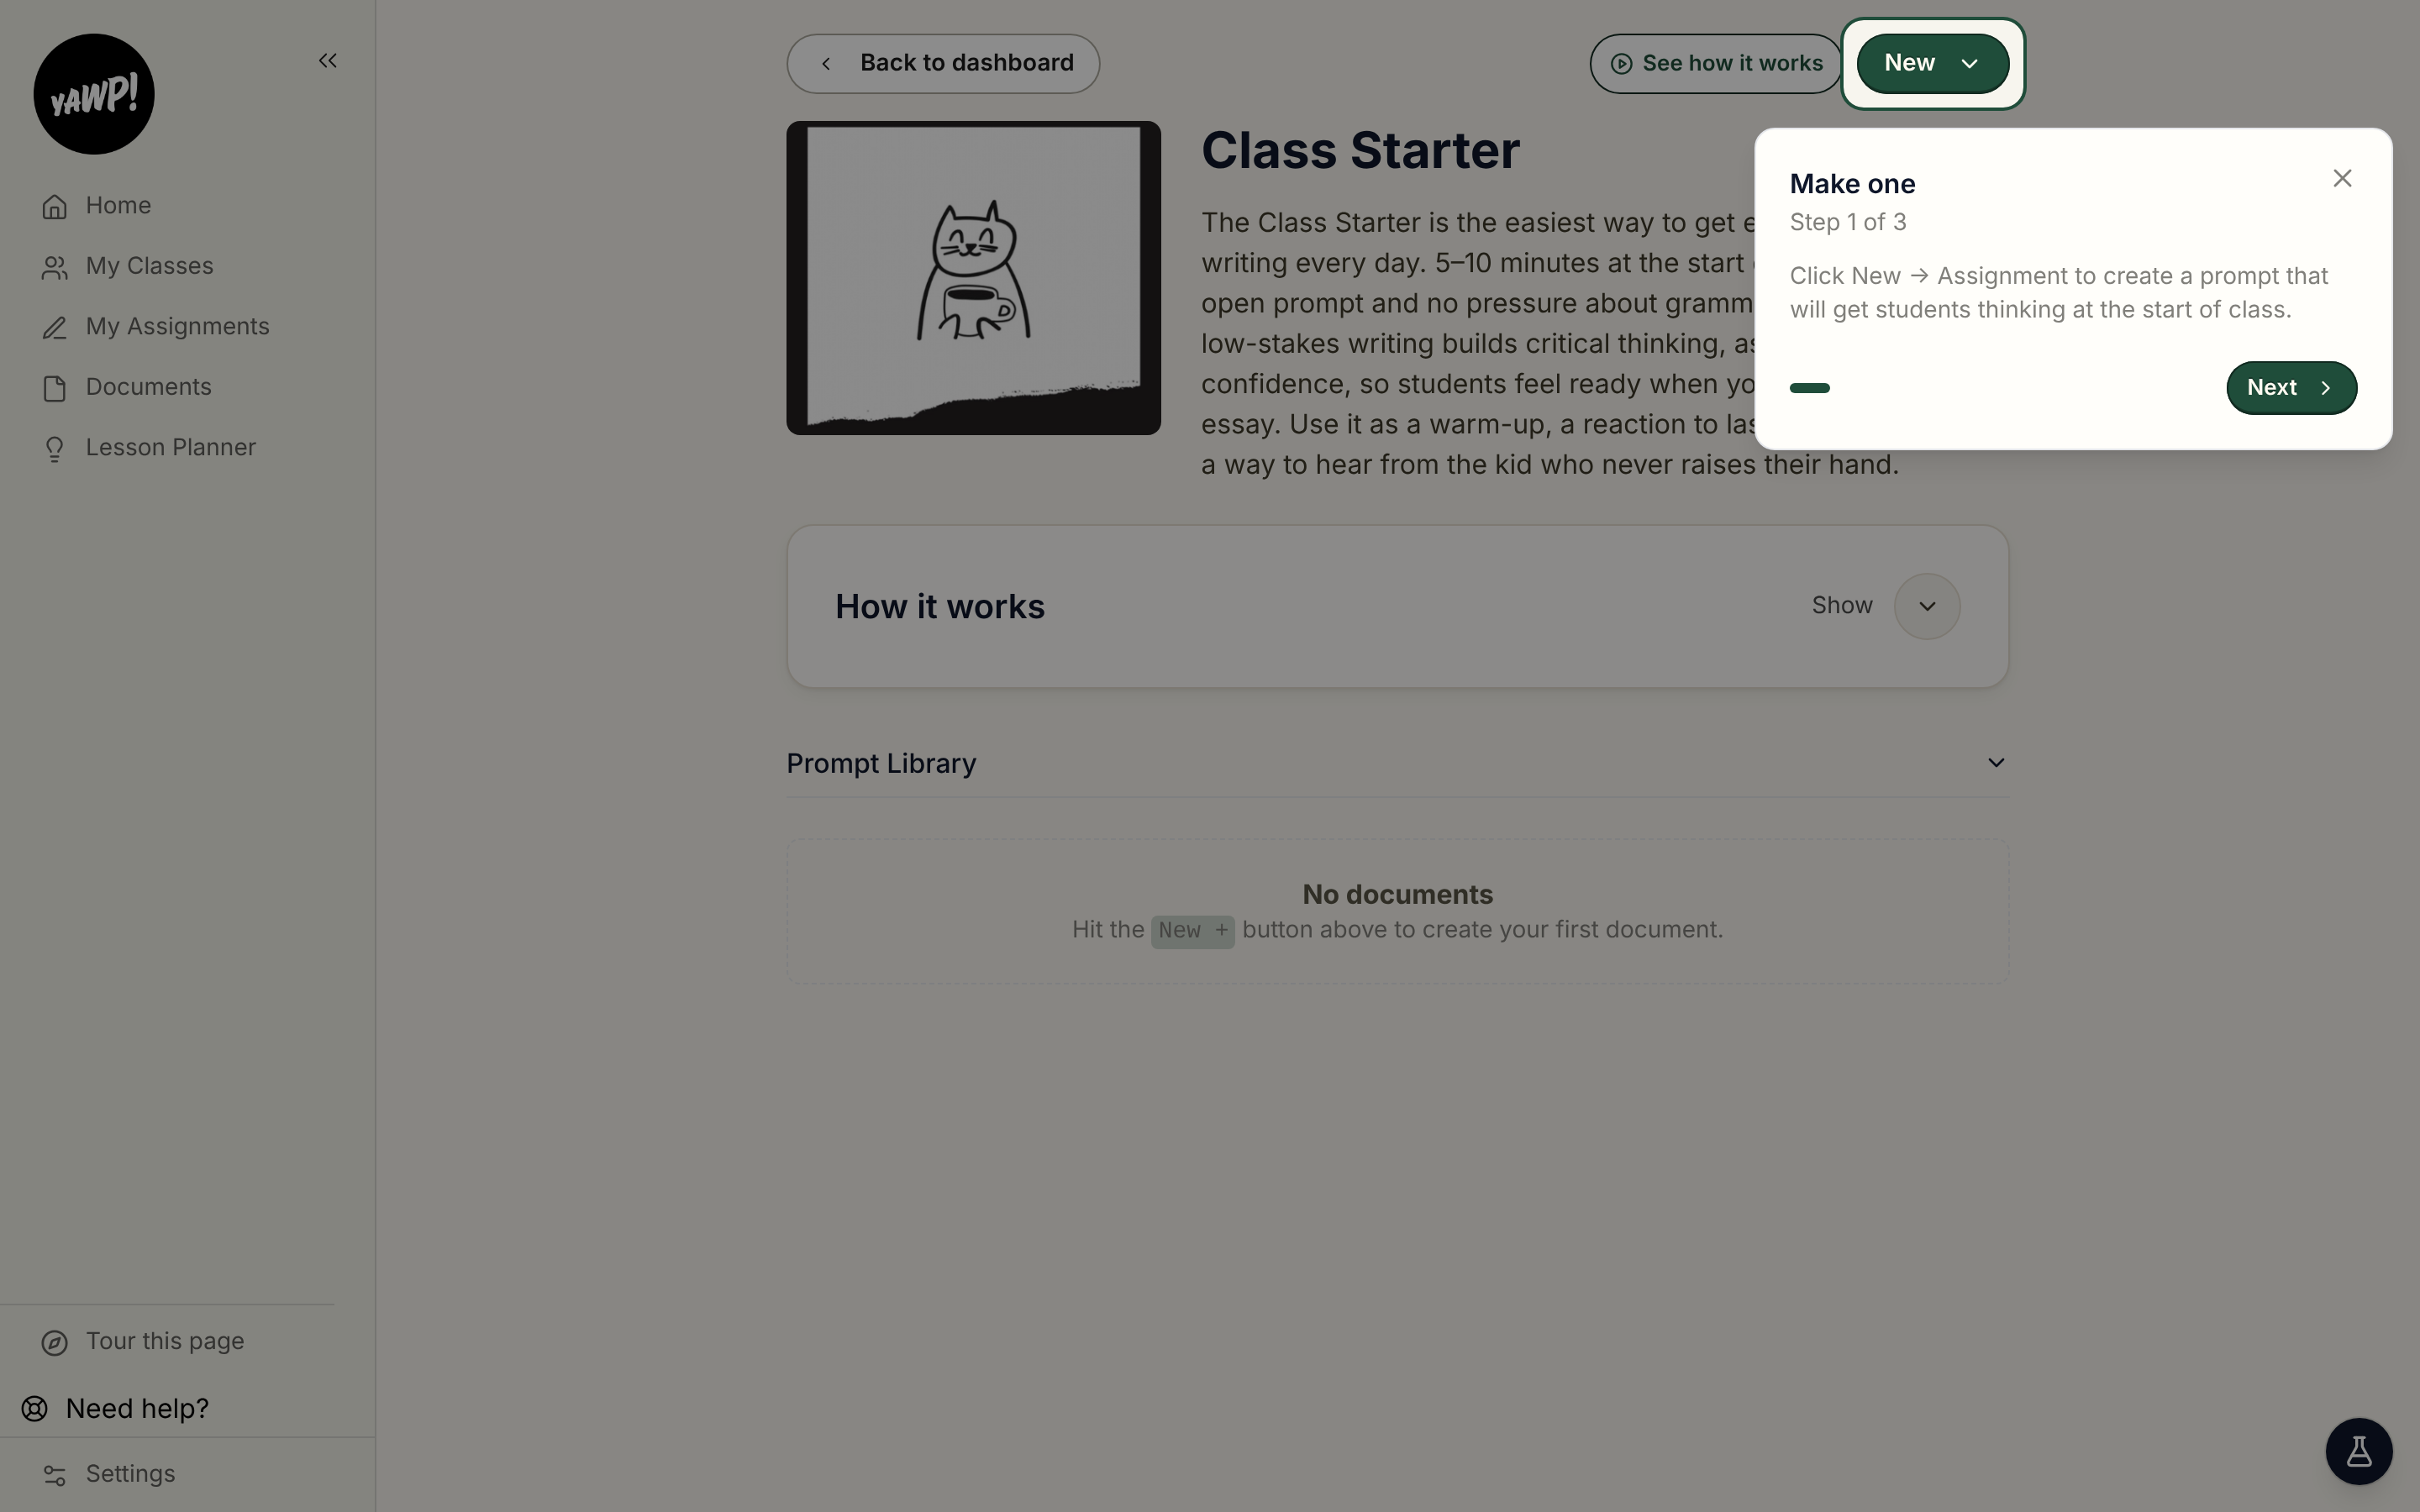 YAWP!
Home
My Classes
My Assignments
Documents
Lesson Planner
Tour this page
Need help?
Settings
Back to dashboard
See how it works
New
Class Starter
The Class Starter is the easiest way to get
writing every day. 5–10 minutes at the start
open prompt and no pressure about
low-stakes writing builds critical thinking,
confidence, so students feel ready when
essay. Use it as a warm-up, a reaction to
a way to hear from the kid who never raises their hand.
Make one
Step 1 of 3
Click New → Assignment to create a prompt that
will get students thinking at the start of class.
Next
How it works
Show
Prompt Library
No documents
Hit the New + button above to create your first document.